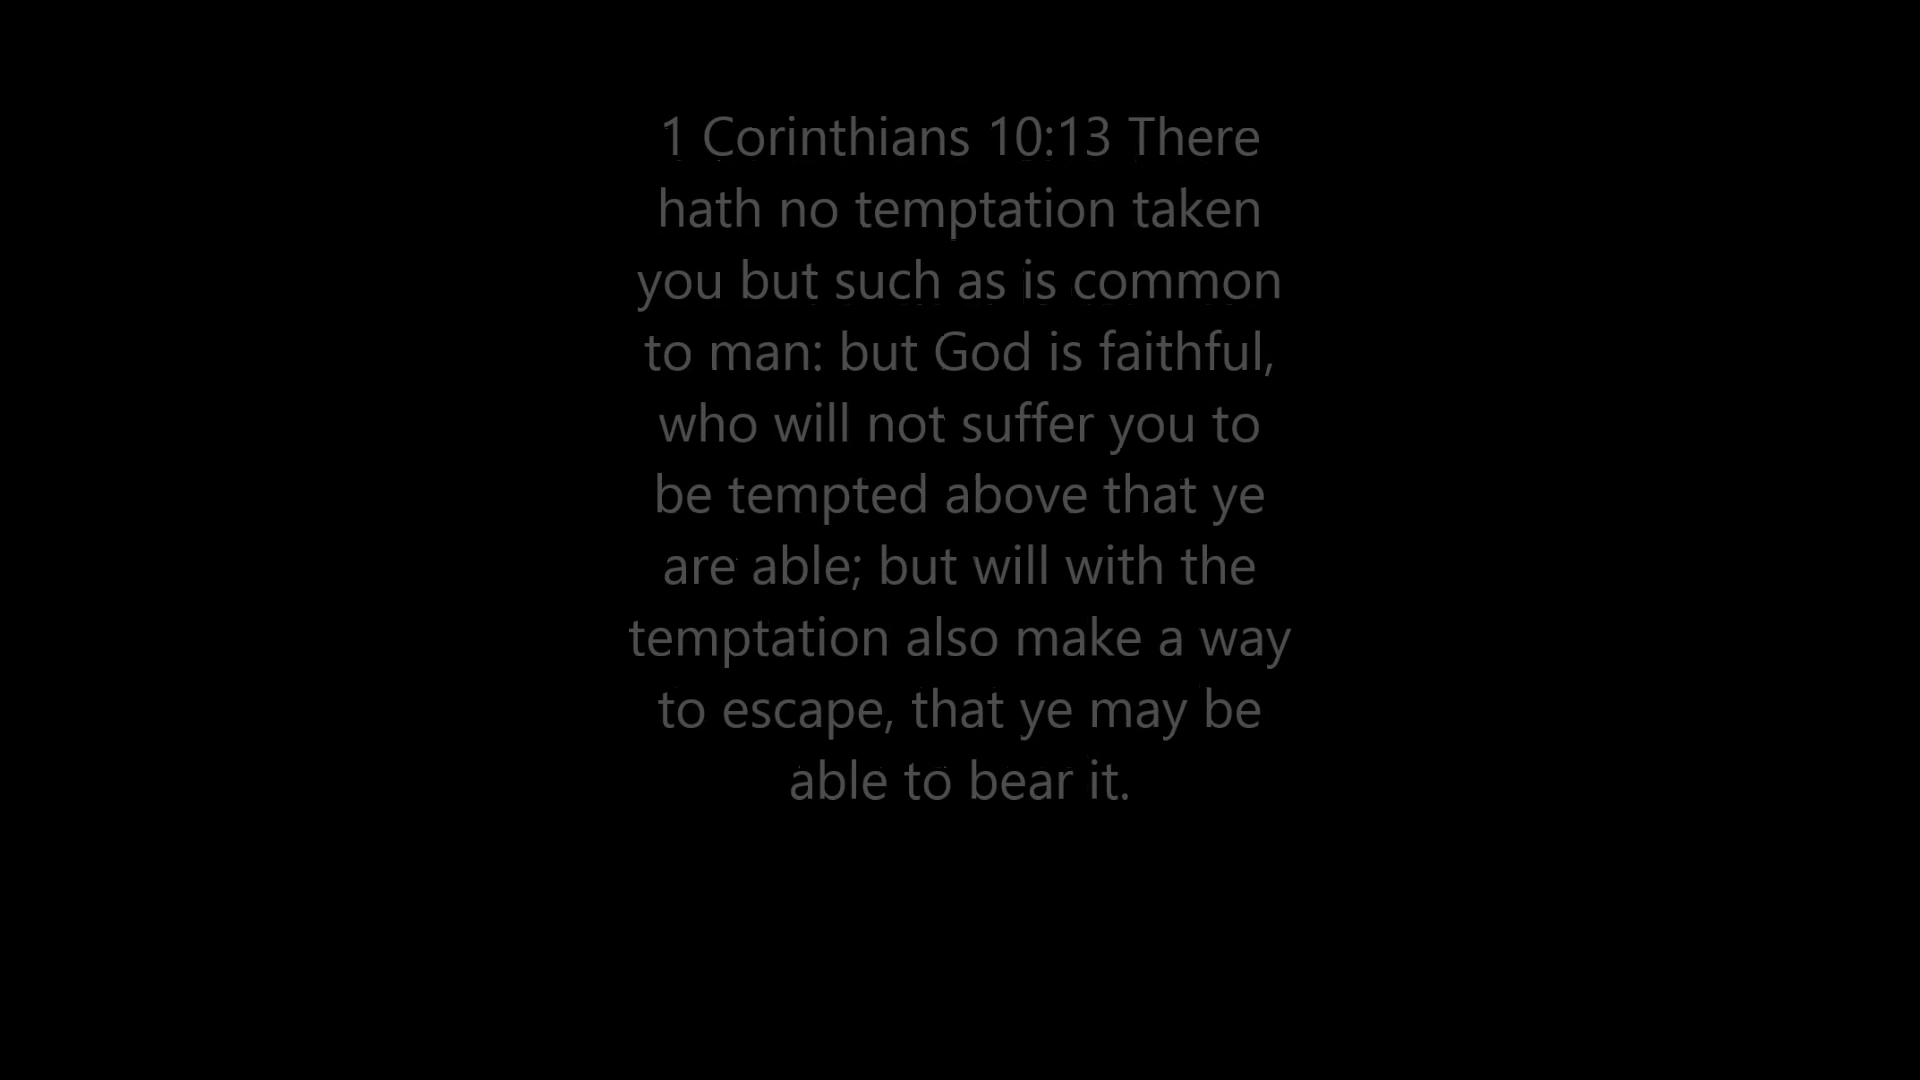 1 Corinthians 10:13 There
hath no temptation taken
you but such as is common
to man: but God is faithful,
who will not suffer you to
be tempted above that ye
are able; but will with the
temptation also make a way
to escape, that ye may be
able to bear it.